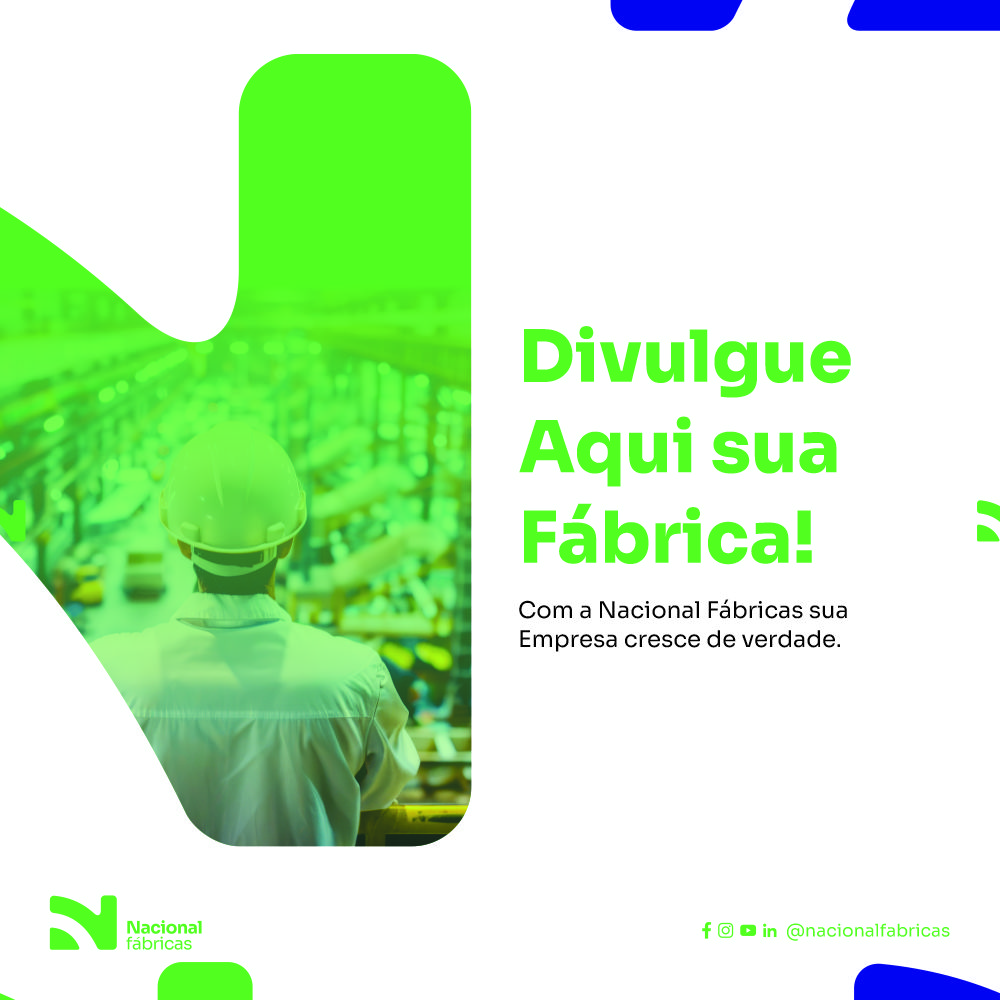 Divulgue
Aqui sua
Fábrica!
Com a Nacional Fábricas sua
Empresa cresce de verdade.
Nacional
fábricas
@nacionalfabricas